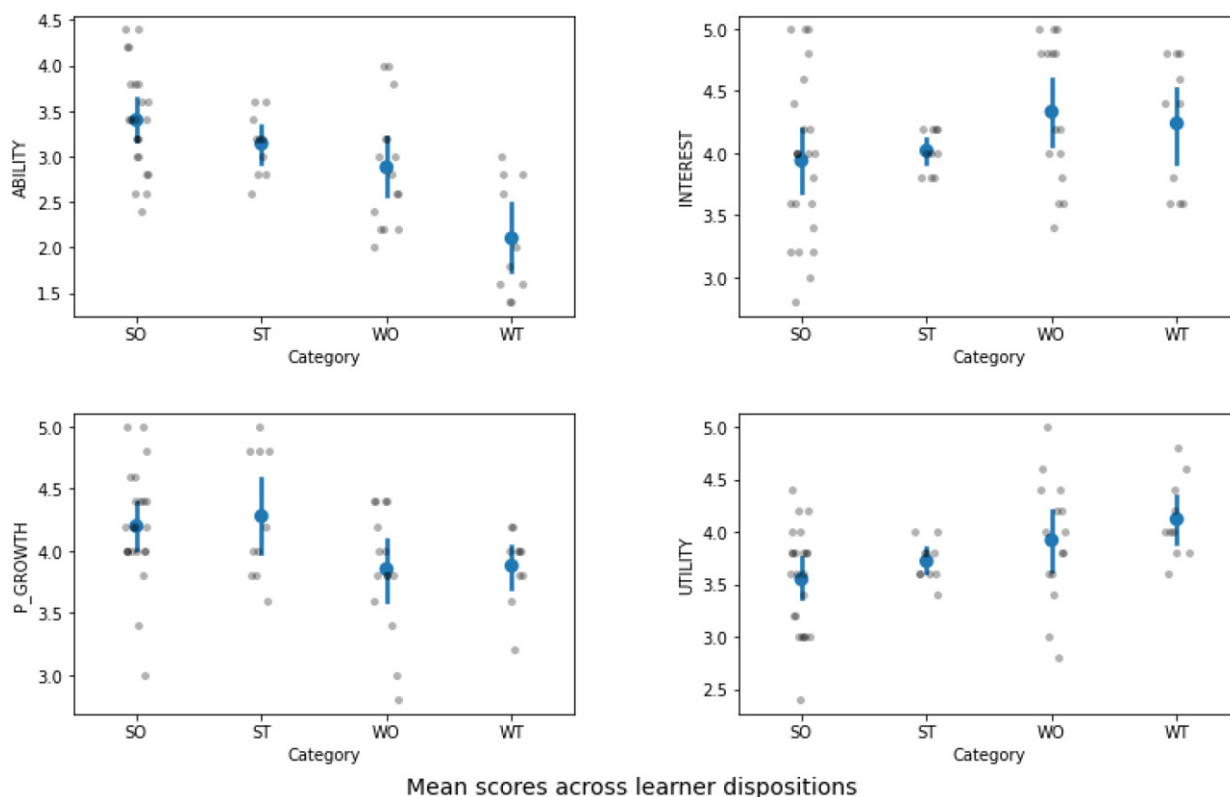 4.5
4.0
3.5
3.0
2.5
2.0
1.5
ABILITY
SO ST WO WT
Category
5.0
4.5
4.0
3.5
3.0
INTEREST
SO ST WO WT
Category
5.0
4.5
4.0
3.5
3.0
P_GROWTH
SO ST WO WT
Category
5.0
4.5
4.0
3.5
3.0
2.5
UTILITY
SO ST WO WT
Category
Mean scores across learner dispositions